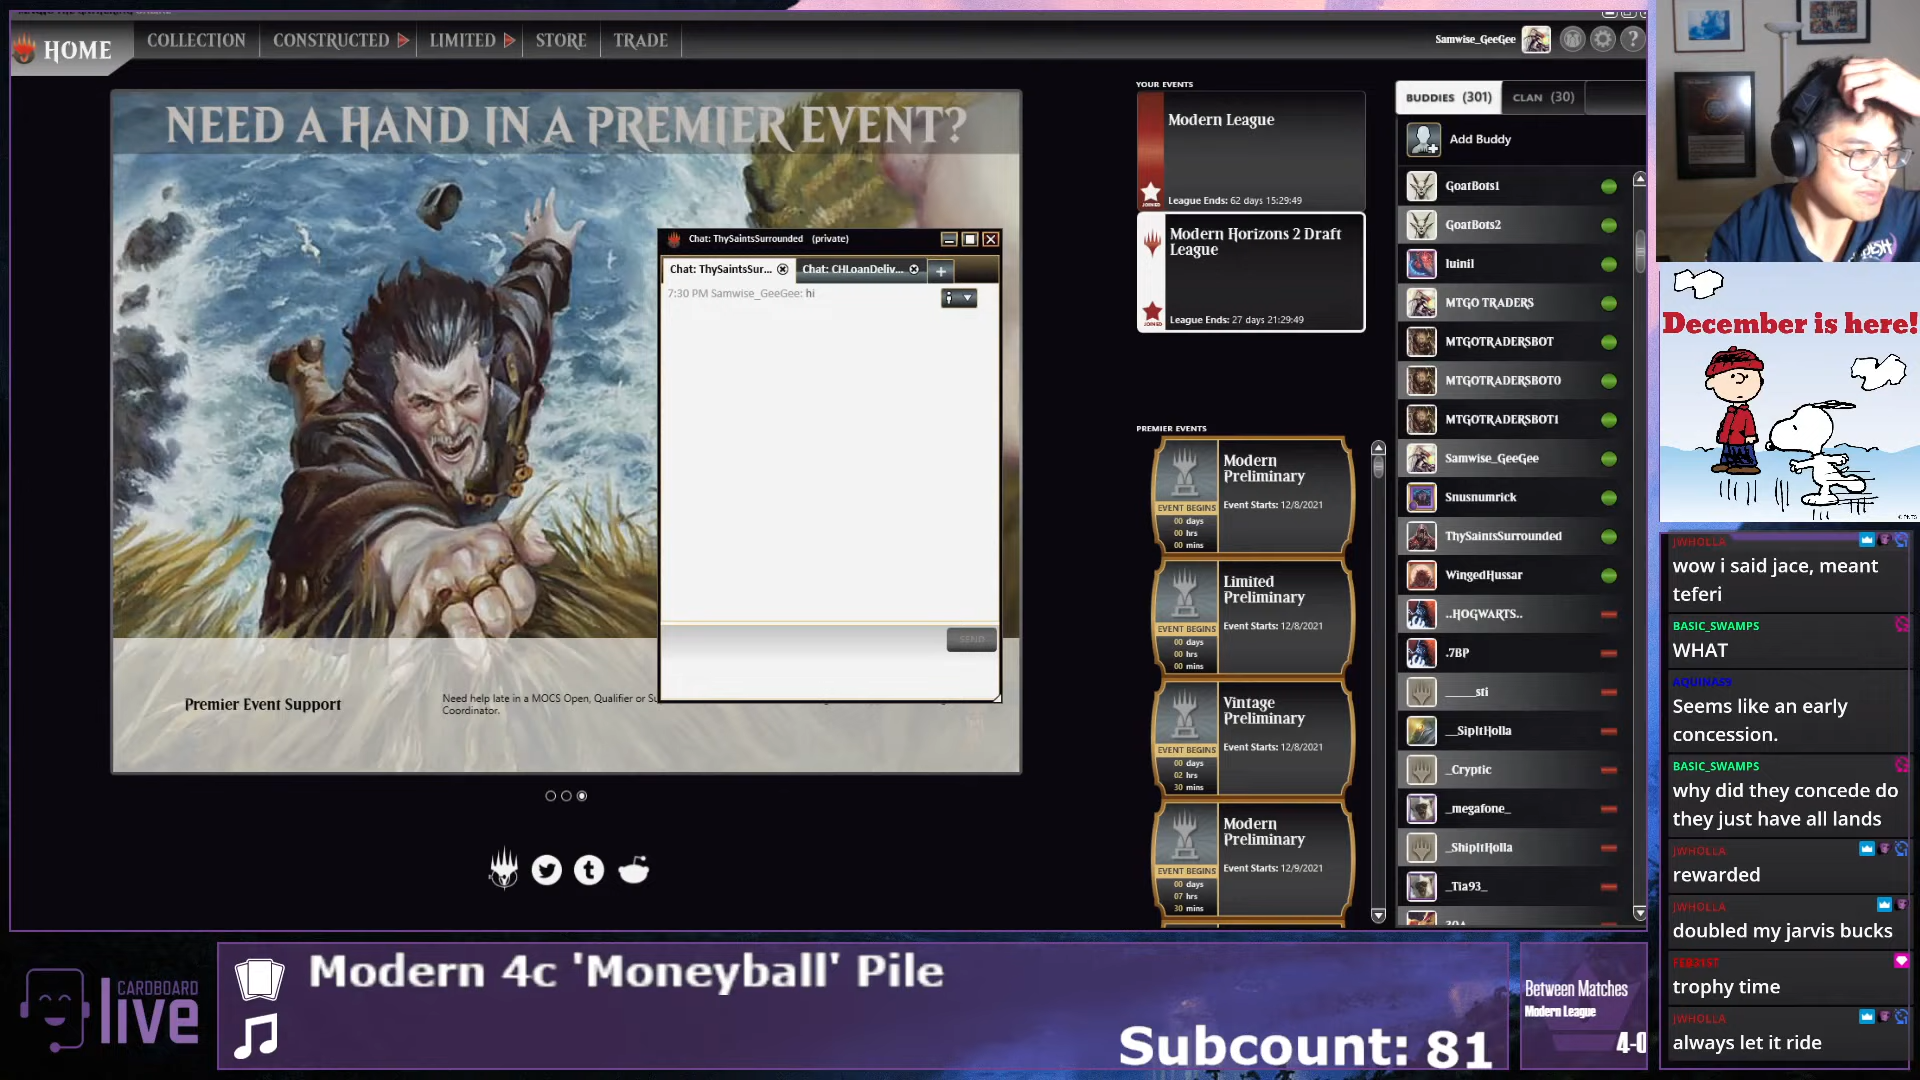 HOME
COLLECTION
CONSTRUCTED
LIMITED
STORE
TRADE
Samwise_GeeGee
?
NEED A HAND IN A PREMIER EVENT?
Premier Event Support
Need help late in a MOCS Open, Qualifier or Su
Coordinator.
Chat: ThySaintsSurrounded (private)
Chat: ThySaintsSur...
Chat: CHLoanDeliv...
+
7:30 PM Samwise_GeeGee: hi
SEND
YOUR EVENTS
Modern League
JOINED
League Ends: 62 days 15:29:49
Modern Horizons 2 Draft
League
JOINED
League Ends: 27 days 21:29:49
PREMIER EVENTS
Modern
Preliminary
Event Starts: 12/8/2021
EVENT BEGINS
00 days
00 hrs
00 mins
Limited
Preliminary
Event Starts: 12/8/2021
EVENT BEGINS
00 days
00 hrs
00 mins
Vintage
Preliminary
Event Starts: 12/8/2021
EVENT BEGINS
00 days
02 hrs
30 mins
Modern
Preliminary
Event Starts: 12/9/2021
EVENT BEGINS
00 days
07 hrs
30 mins
BUDDIES (301)
CLAN (30)
Add Buddy
GoatBots1
GoatBots2
luinil
MTGO TRADERS
MTGOTRADERSBOT
MTGOTRADERSBOT0
MTGOTRADERSBOT1
Samwise_GeeGee
Snusnumrick
ThySaintsSurrounded
WingedHussar
..HOGWARTS..
.7BP
_____sti
__SipItHolla
_Cryptic
_megafone_
_ShipItHolla
_Tia93_
December is here!
JWHOLLA
wow i said jace, meant
teferi
BASIC_SWAMPS
WHAT
AQUINAS9
Seems like an early
concession.
BASIC_SWAMPS
why did they concede do
they just have all lands
JWHOLLA
rewarded
JWHOLLA
doubled my jarvis bucks
FEB31ST
trophy time
JWHOLLA
always let it ride
CARDBOARD
live
Modern 4c 'Moneyball' Pile
Subcount: 81
Between Matches
Modern League
4-0